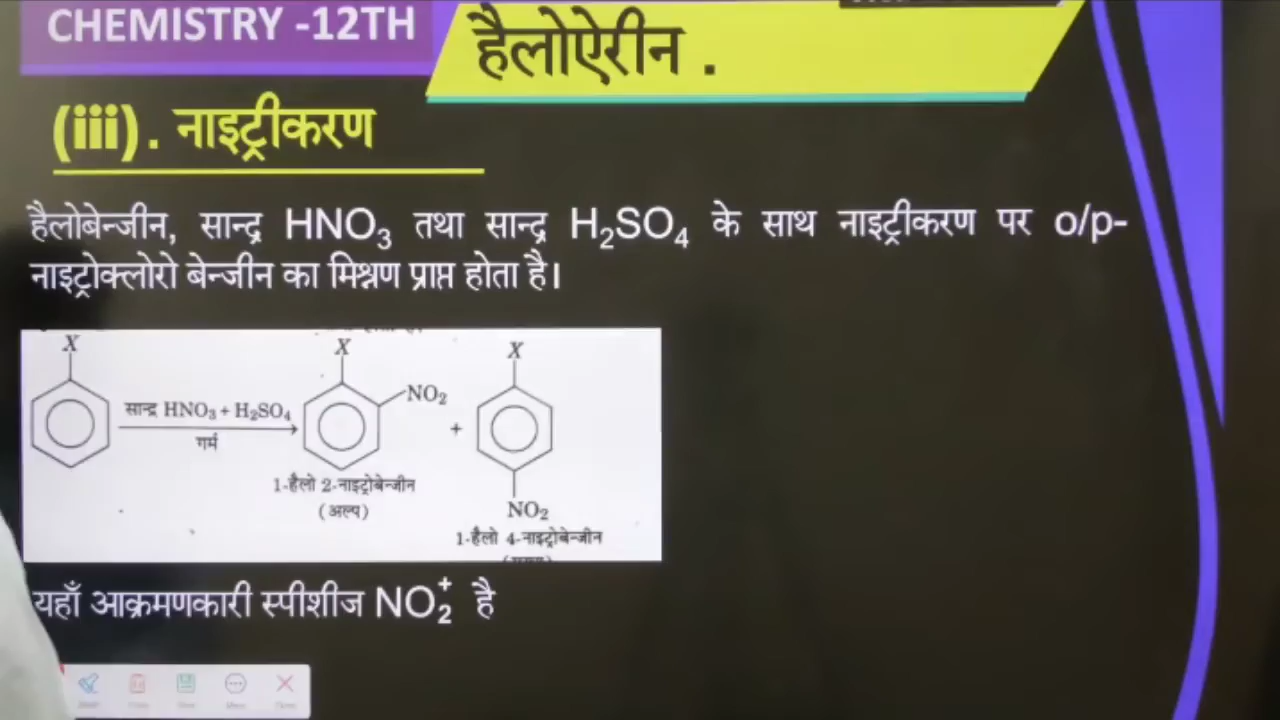 CHEMISTRY -12TH
हैलोऐरीन .
(iii). नाइट्रीकरण
हैलोबेन्जीन, सान्द्र HNO₃ तथा सान्द्र H₂SO₄ के साथ नाइट्रीकरण पर o/p-
नाइट्रोक्लोरो बेन्जीन का मिश्रण प्राप्त होता है।
X
सान्द्र HNO₃ + H₂SO₄
गर्म
X
NO₂
1-हैलो 2-नाइट्रोबेन्जीन
(अल्प)
+
X
NO₂
1-हैलो 4-नाइट्रोबेन्जीन
यहाँ आक्रमणकारी स्पीशीज NO₂⁺ है